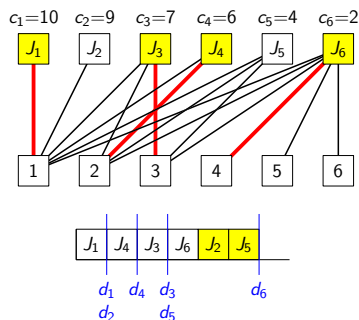 c₁=10 c₂=9 c₃=7 c₄=6 c₅=4 c₆=2
J₁ J₂ J₃ J₄ J₅ J₆
1 2 3 4 5 6
J₁ J₄ J₃ J₆ J₂ J₅
d₁ d₄ d₃ d₆
d₂ d₅